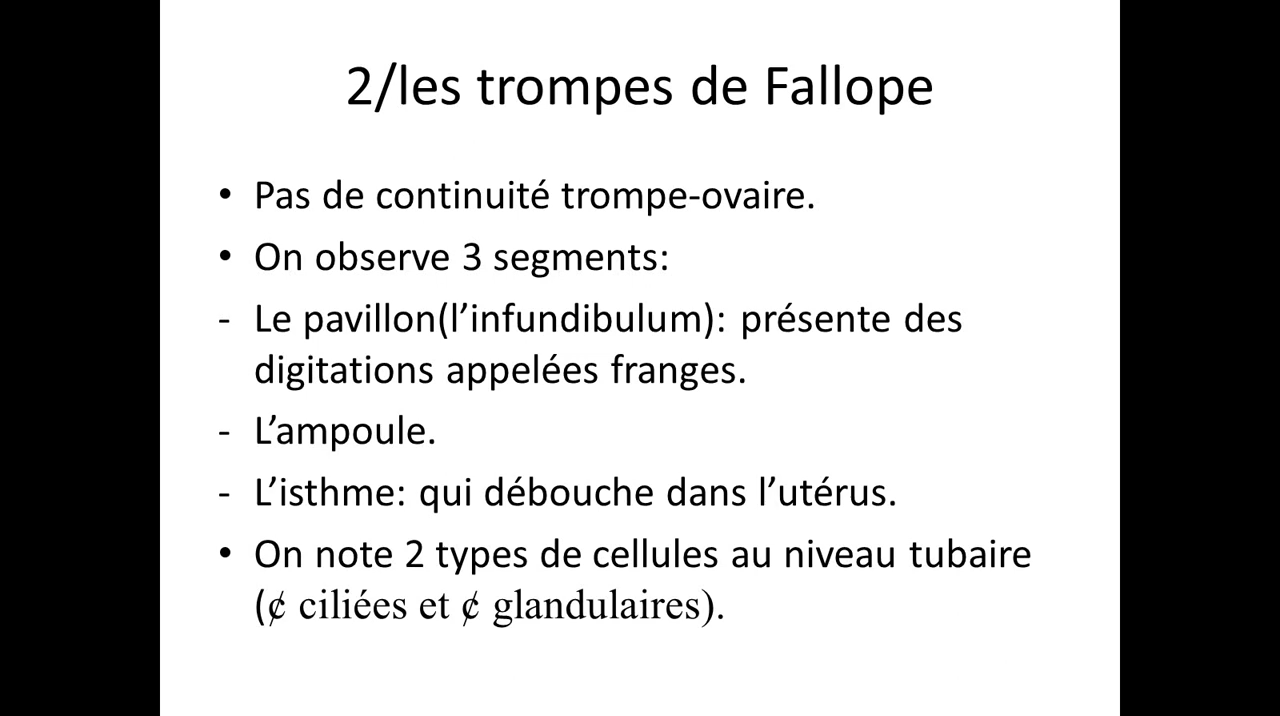 2/les trompes de Fallope
• Pas de continuité trompe-ovaire.
• On observe 3 segments:
- Le pavillon(l’infundibulum): présente des
digitations appelées franges.
- L’ampoule.
- L’isthme: qui débouche dans l’utérus.
• On note 2 types de cellules au niveau tubaire
(¢ ciliées et ¢ glandulaires).